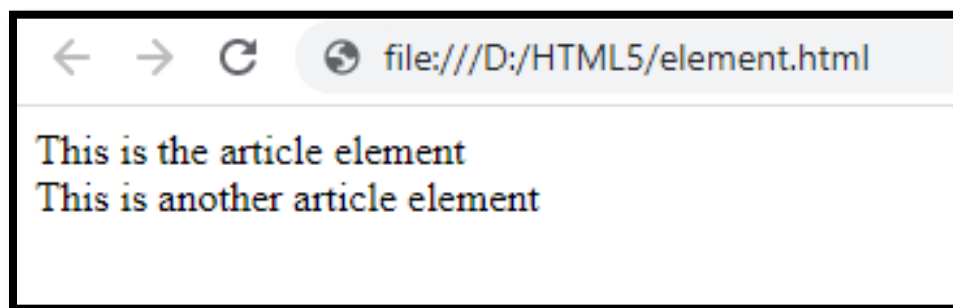 file:///D:/HTML5/element.html
This is the article element
This is another article element